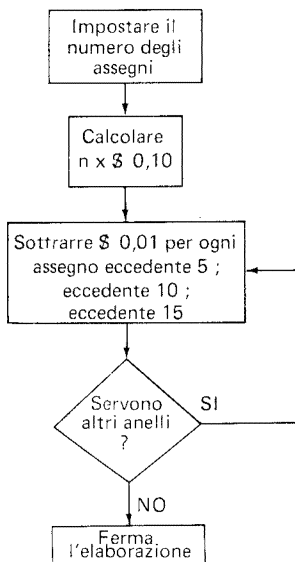 Impostare il
numero degli
assegni
Calcolare
n x $ 0,10
Sottrarre $ 0,01 per ogni
assegno eccedente 5 ;
eccedente 10 ;
eccedente 15
Servono
altri anelli
?
SI
NO
Ferma
l'elaborazione